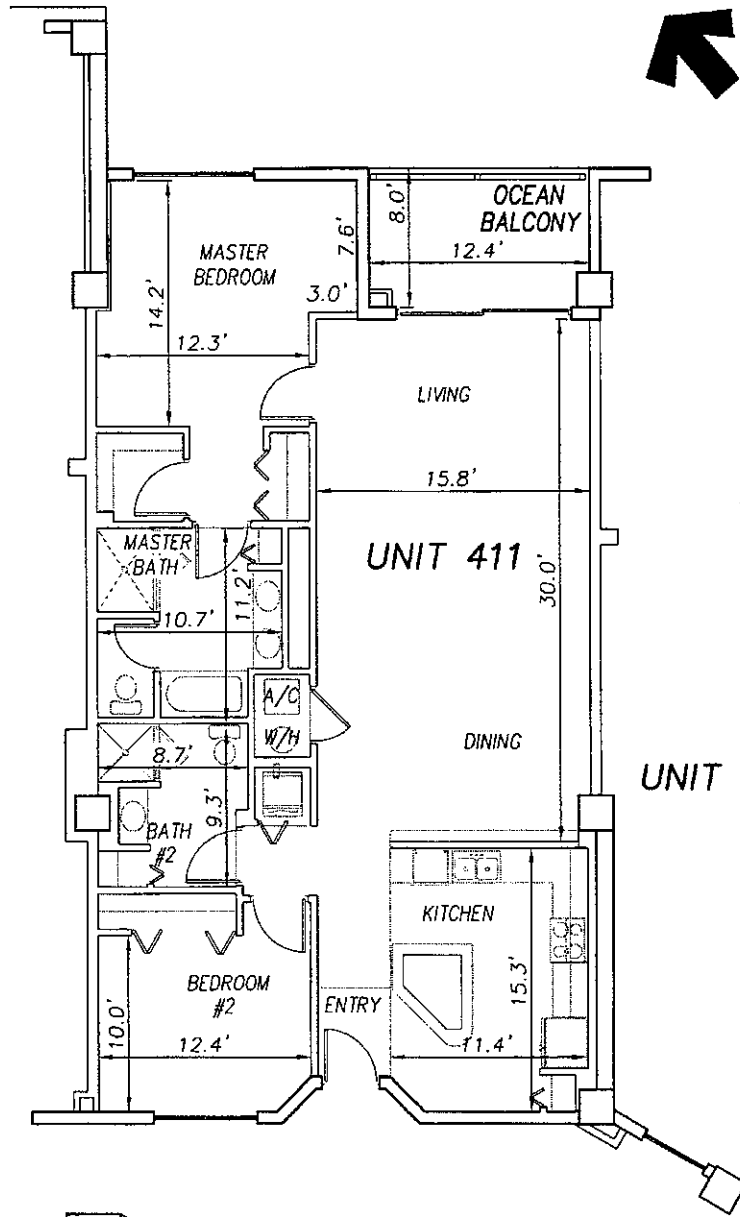 OCEAN
BALCONY
8.0'
12.4'
7.6'
MASTER
BEDROOM
14.2'
3.0'
12.3'
LIVING
15.8'
UNIT 411
30.0'
MASTER
BATH
11.2'
10.7'
A/C
W/H
DINING
UNIT
8.7'
9.3'
BATH
#2
KITCHEN
15.3'
BEDROOM
#2
ENTRY
10.0'
12.4'
11.4'